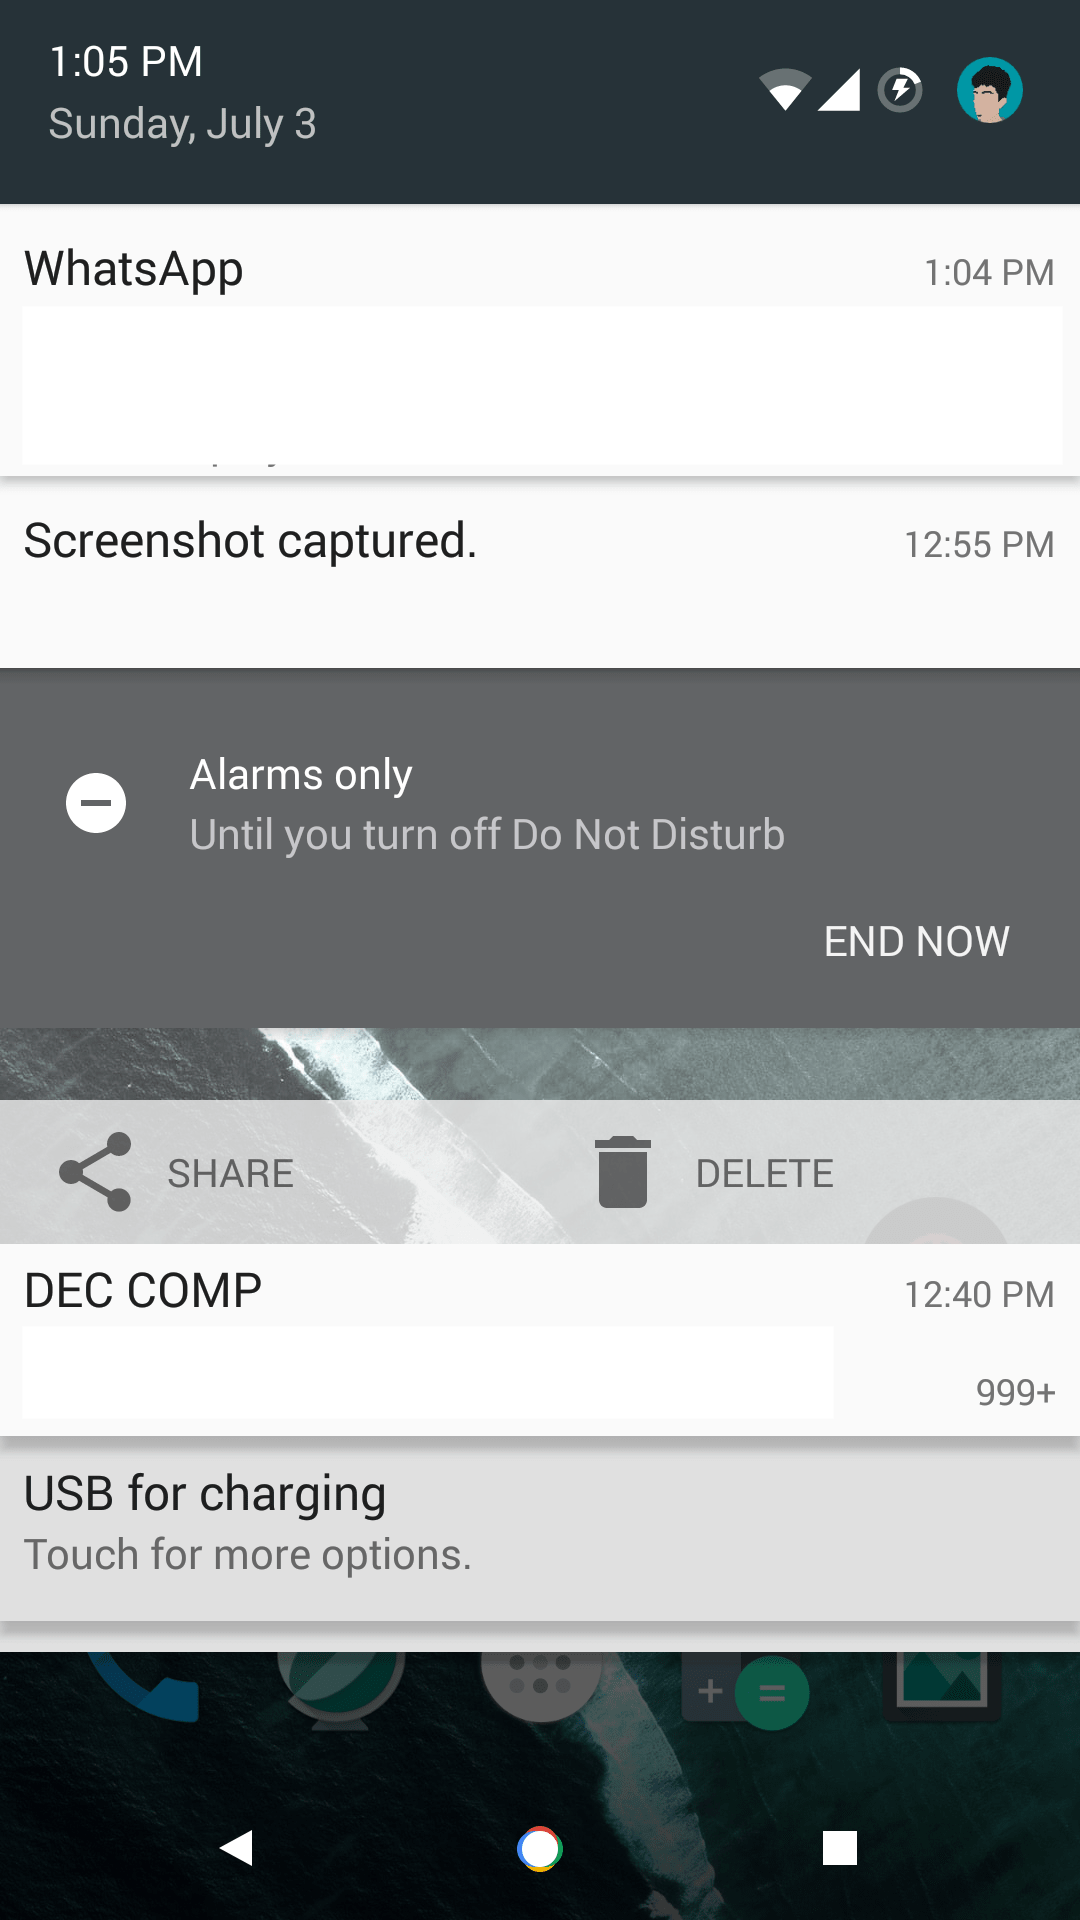 1:05 PM
Sunday, July 3
WhatsApp
1:04 PM
Screenshot captured.
12:55 PM
Alarms only
Until you turn off Do Not Disturb
END NOW
SHARE
DELETE
DEC COMP
12:40 PM
999+
USB for charging
Touch for more options.